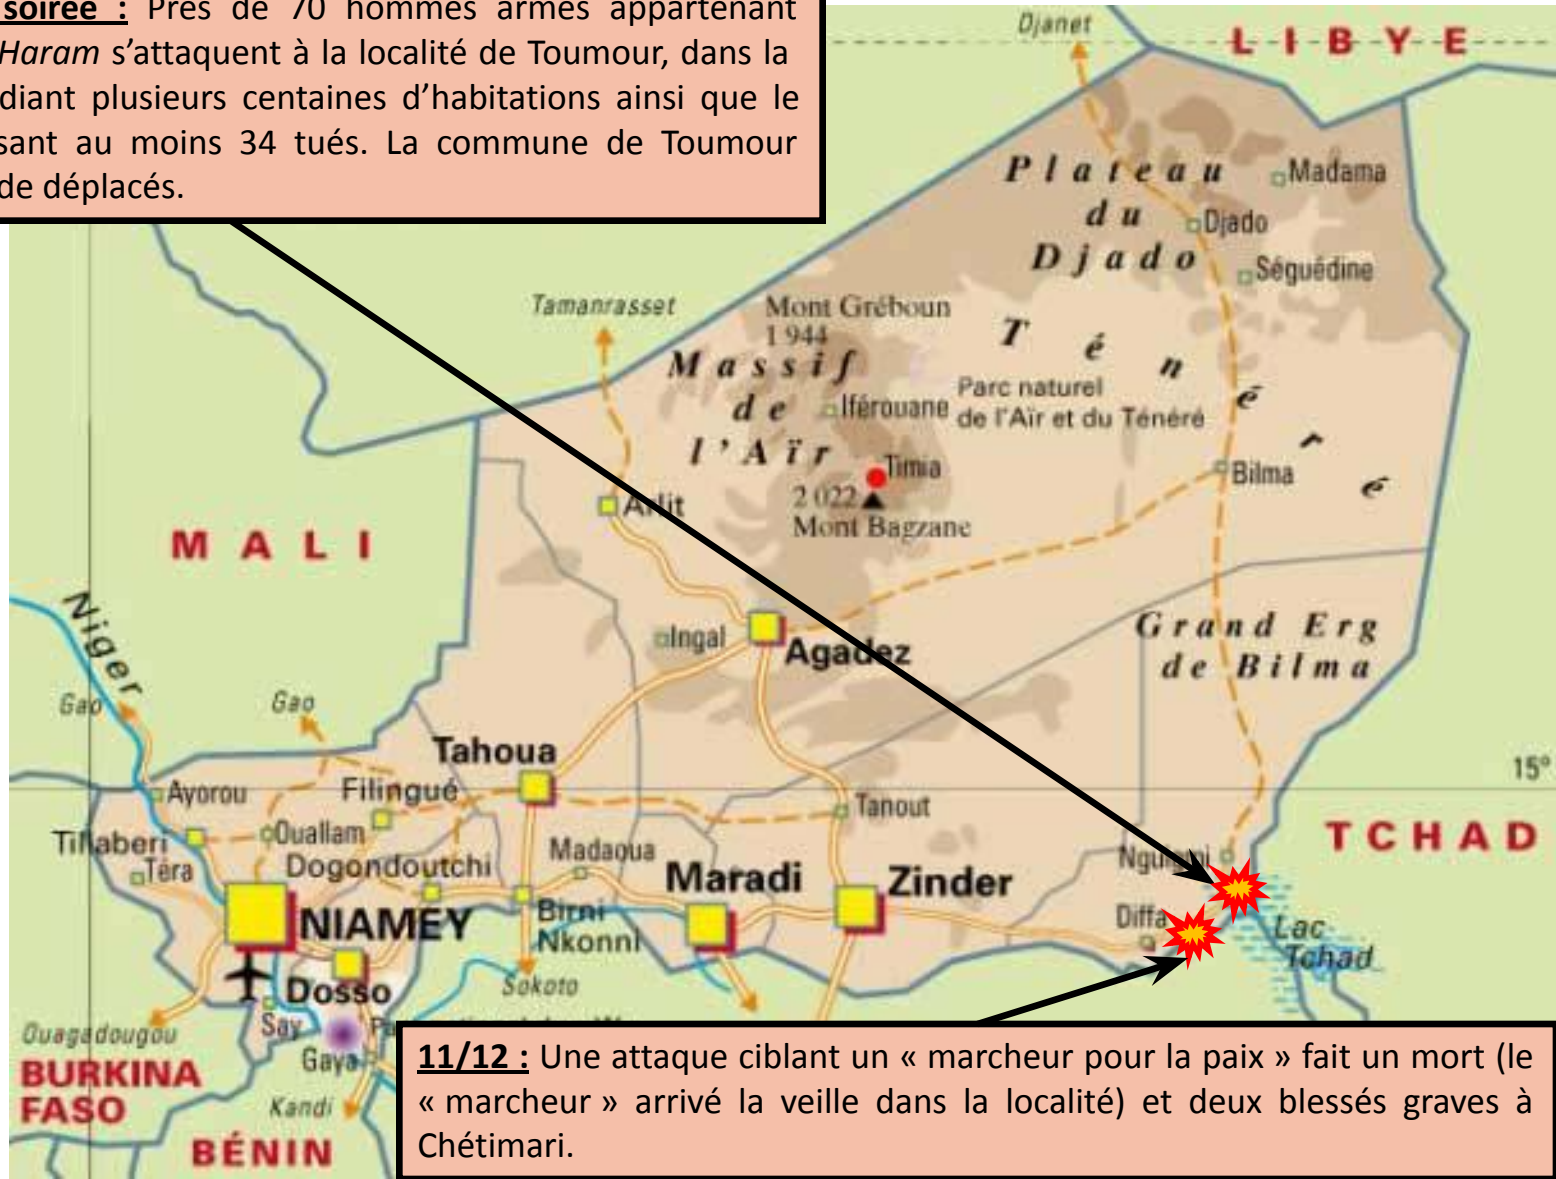 soirée : Près de 70 hommes armés appartenant
Haram s'attaquent à la localité de Toumour, dans la
diant plusieurs centaines d'habitations ainsi que le
sant au moins 34 tués. La commune de Toumour
de déplacés.
Djanet
LIBYE
Plateau
du
Djado
Madama
Djado
Séguédine
Tamanrasset
Mont Gréboun
1 944
Massif
de
l'Aïr
Iférouane
Ténéré
Parc naturel
de l'Aïr et du Ténéré
Timia
2 022
Mont Bagzane
Bilma
Arlit
MALI
Niger
Ingal
Agadez
Grand Erg
de Bilma
Gao
Gao
Tahoua
15°
Ayorou
Filingué
Tanout
TCHAD
Tillaberi
Ouallam
Téra
Dogondoutchi
Madaoua
Maradi
Zinder
Nguigmi
NIAMEY
Birni
Nkonni
Diffa
Lac
Tchad
Dosso
Sokoto
Say
Ouagadougou
Gaya
BURKINA
FASO
Kandi
BÉNIN
11/12 : Une attaque ciblant un « marcheur pour la paix » fait un mort (le
« marcheur » arrivé la veille dans la localité) et deux blessés graves à
Chétimari.